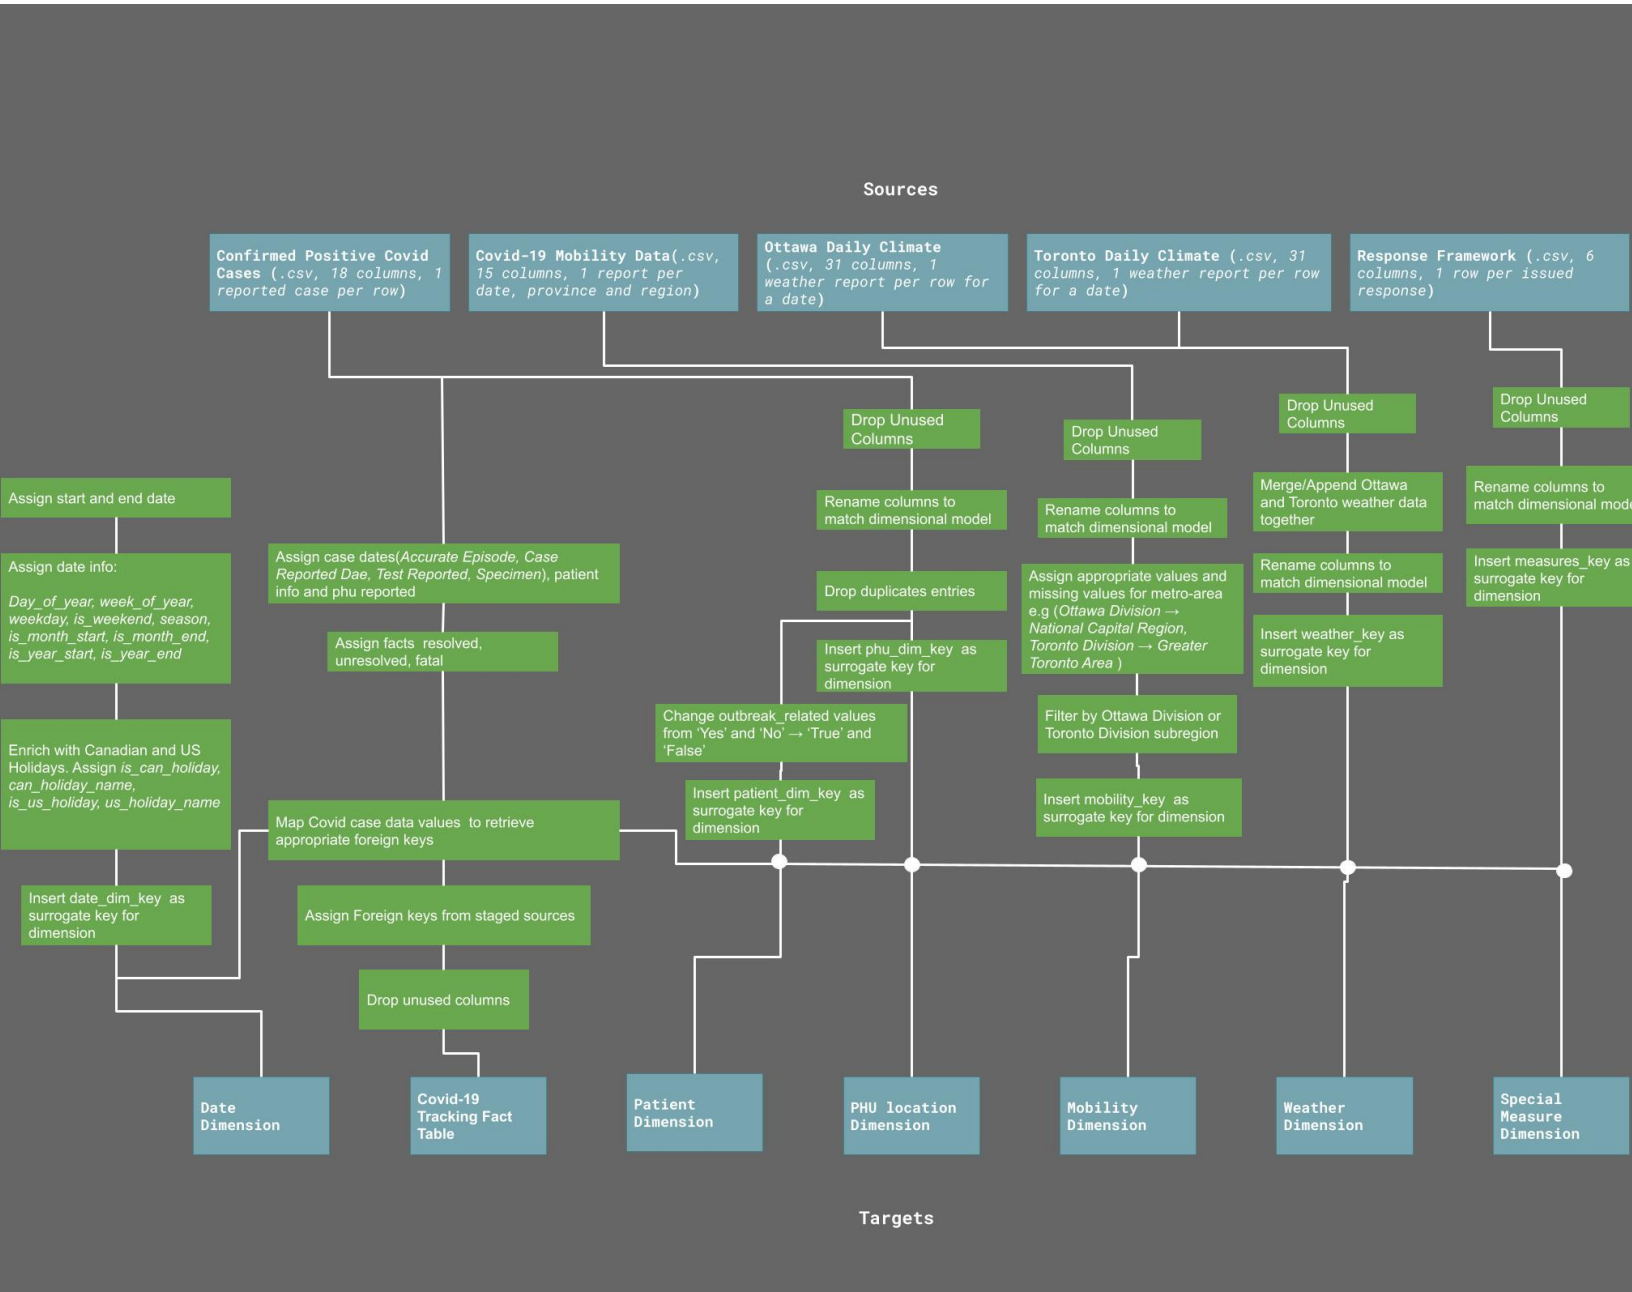 Sources
Confirmed Positive Covid
Cases (.csv, 18 columns, 1
reported case per row)
Covid-19 Mobility Data(.csv,
15 columns, 1 report per
date, province and region)
Ottawa Daily Climate
(.csv, 31 columns, 1
weather report per row for
a date)
Toronto Daily Climate (.csv, 31
columns, 1 weather report per row
for a date)
Response Framework (.csv, 6
columns, 1 row per issued
response)
Assign start and end date
Assign date info:
Day_of_year, week_of_year,
weekday, is_weekend, season,
is_month_start, is_month_end,
is_year_start, is_year_end
Enrich with Canadian and US
Holidays. Assign is_can_holiday,
can_holiday_name,
is_us_holiday, us_holiday_name
Insert date_dim_key as
surrogate key for
dimension
Assign case dates(Accurate Episode, Case
Reported Dae, Test Reported, Specimen), patient
info and phu reported
Assign facts resolved,
unresolved, fatal
Map Covid case data values to retrieve
appropriate foreign keys
Assign Foreign keys from staged sources
Drop unused columns
Drop Unused
Columns
Rename columns to
match dimensional model
Drop duplicates entries
Insert phu_dim_key as
surrogate key for
dimension
Change outbreak_related values
from ‘Yes’ and ‘No’ → ‘True’ and
‘False’
Insert patient_dim_key as
surrogate key for
dimension
Drop Unused
Columns
Rename columns to
match dimensional model
Assign appropriate values and
missing values for metro-area
e.g (Ottawa Division →
National Capital Region,
Toronto Division → Greater
Toronto Area )
Filter by Ottawa Division or
Toronto Division subregion
Insert mobility_key as
surrogate key for dimension
Drop Unused
Columns
Merge/Append Ottawa
and Toronto weather data
together
Rename columns to
match dimensional model
Insert weather_key as
surrogate key for
dimension
Drop Unused
Columns
Rename columns to
match dimensional mode
Insert measures_key as
surrogate key for
dimension
Date
Dimension
Covid-19
Tracking Fact
Table
Patient
Dimension
PHU location
Dimension
Mobility
Dimension
Weather
Dimension
Special
Measure
Dimension
Targets